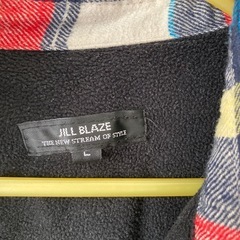 JILL BLAZE
THE NEW STREAM OF STYLE
L